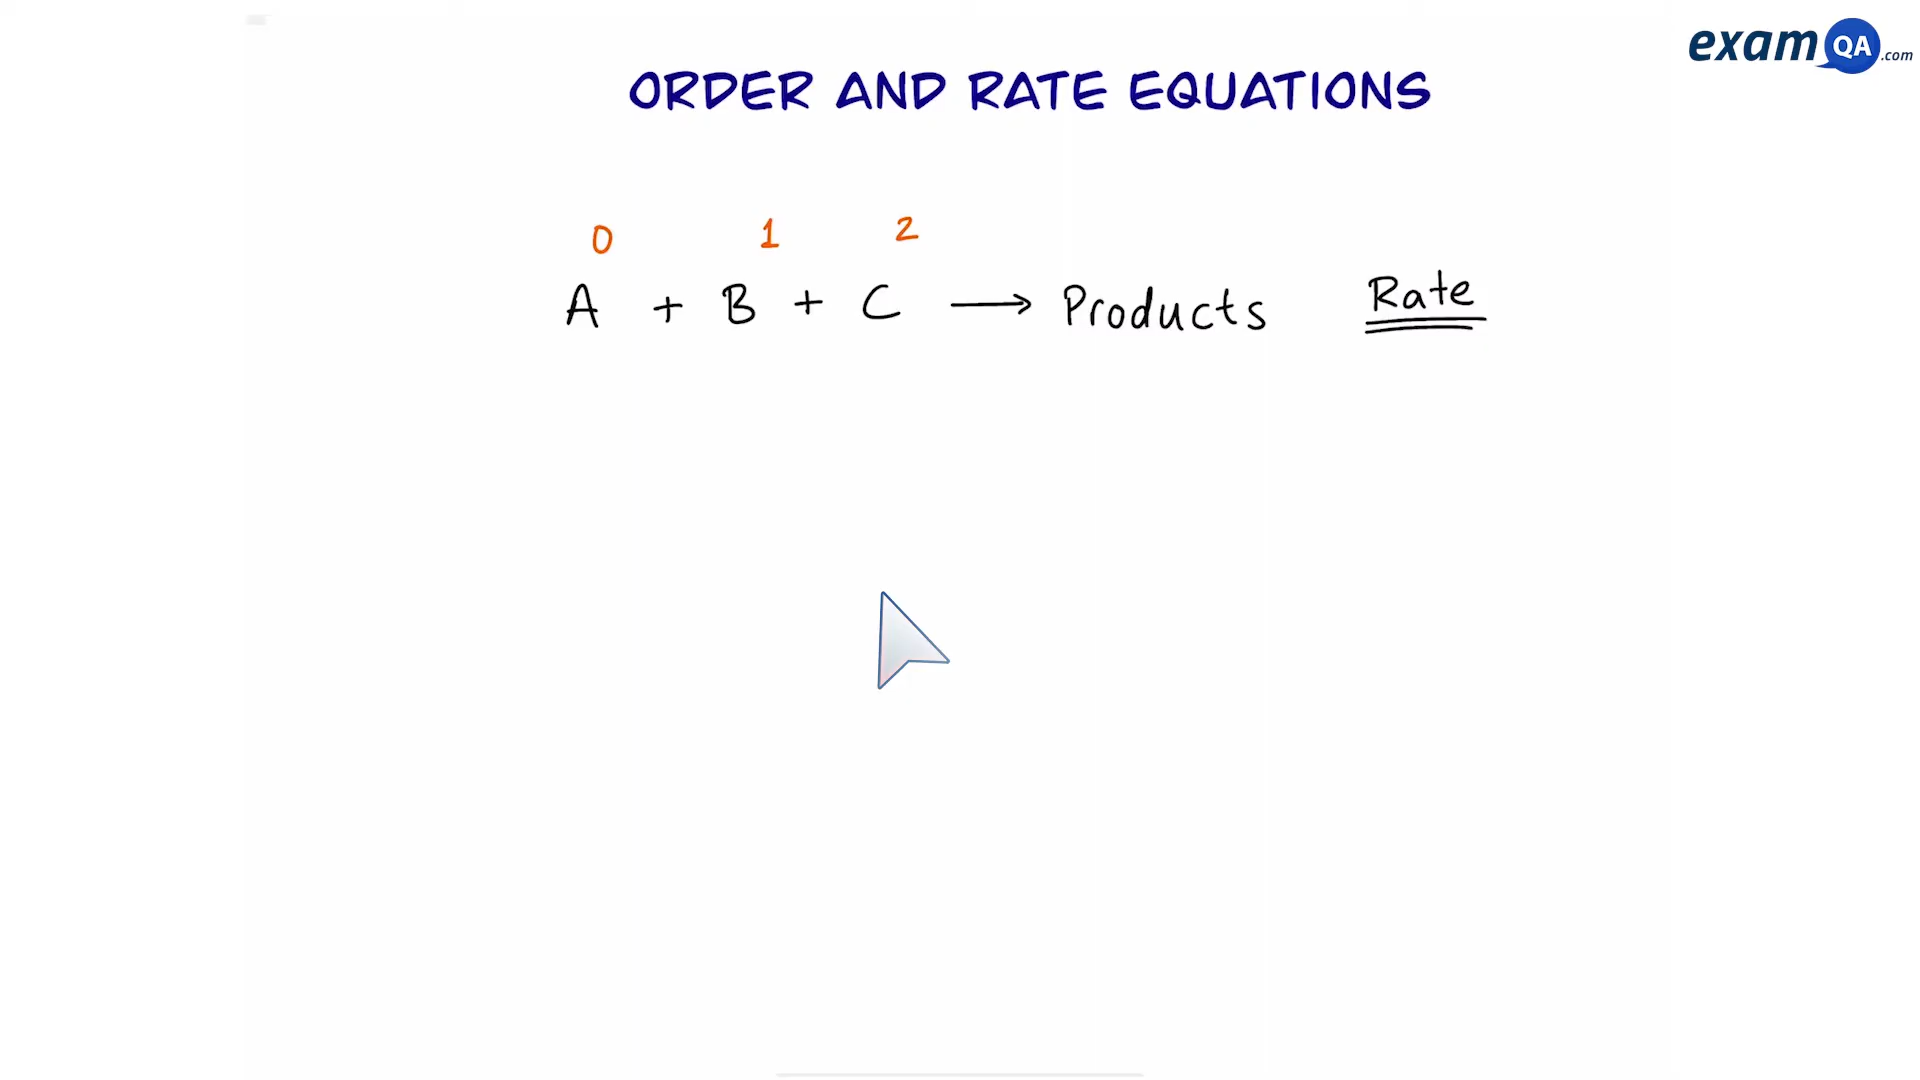 examQA.com
ORDER AND RATE EQUATIONS
0 1 2
A + B + C ⟶ Products Rate